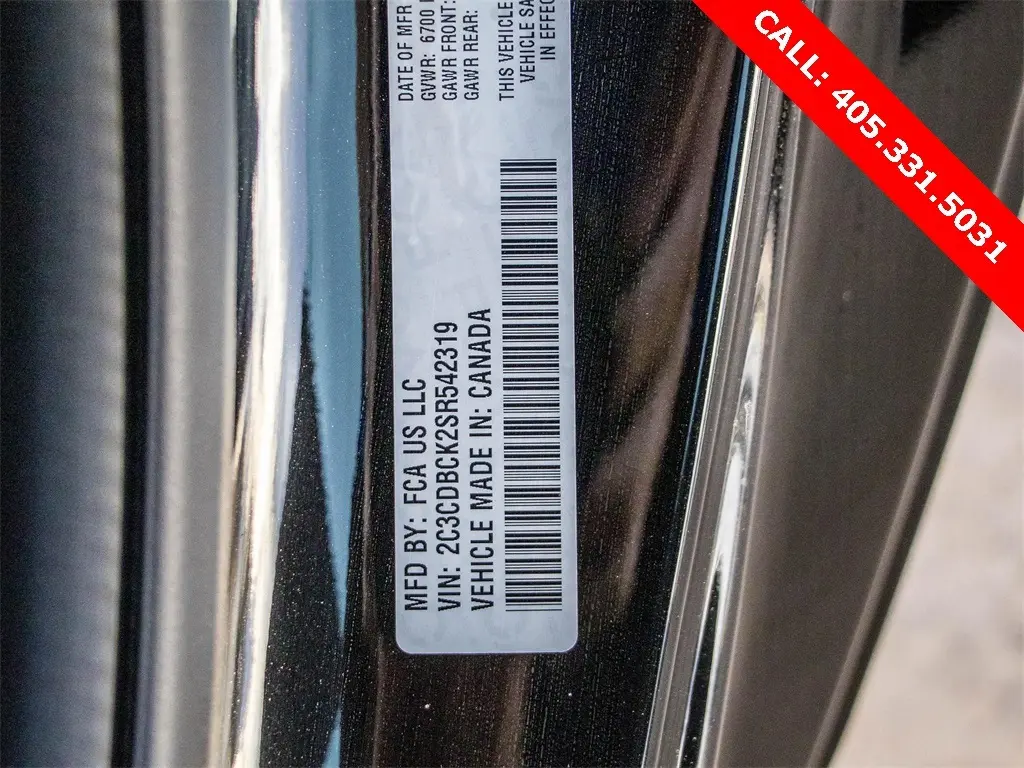 MFD BY: FCA US LLC
VIN: 2C3CDBCK2SR542319
VEHICLE MADE IN: CANADA
DATE OF MFR
GVWR: 6700
GAWR FRONT:
GAWR REAR:
THIS VEHICLE
VEHICLE SA
IN EFFEC
CALL: 405.331.5031